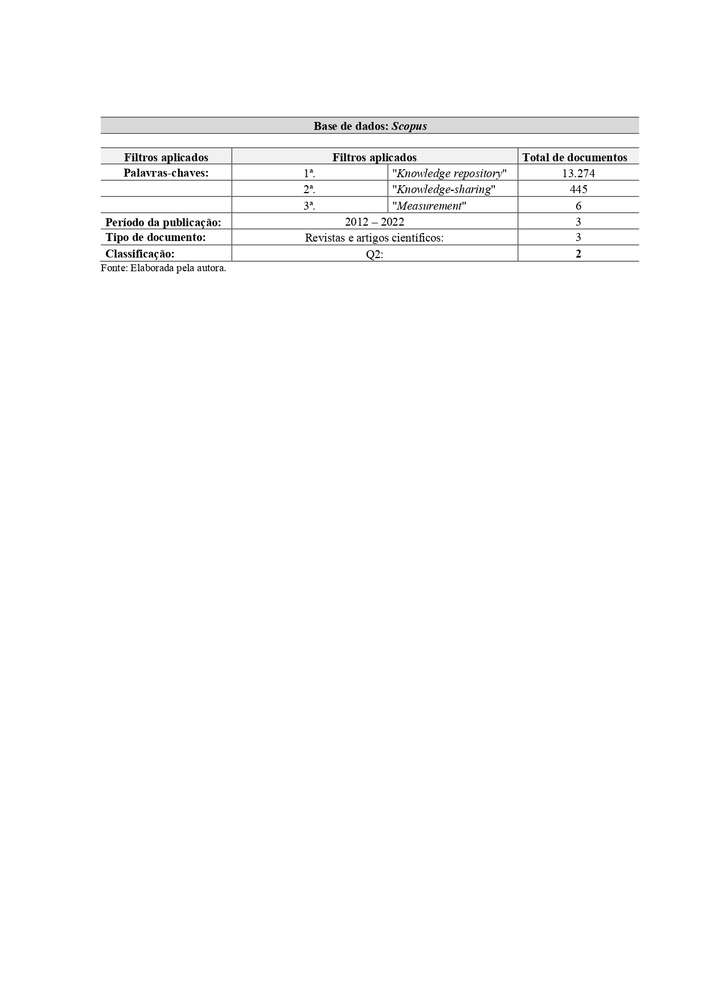 Base de dados: Scopus
Filtros aplicados Filtros aplicados Total de documentos
Palavras-chaves: 1ª. "Knowledge repository" 13.274
2ª. "Knowledge-sharing" 445
3ª. "Measurement" 6
Período da publicação: 2012 – 2022 3
Tipo de documento: Revistas e artigos científicos: 3
Classificação: Q2: 2
Fonte: Elaborada pela autora.